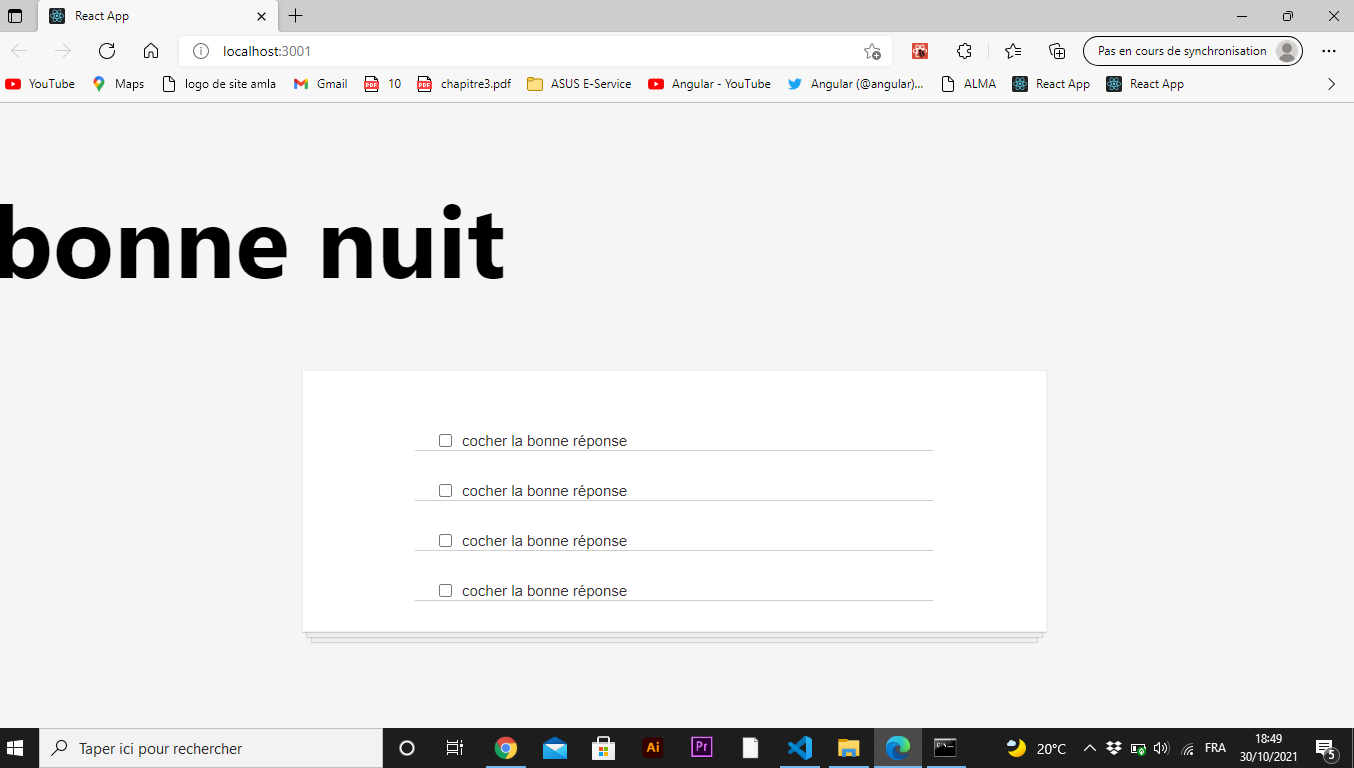 React App
localhost:3001
Pas en cours de synchronisation
YouTube
Maps
logo de site amla
Gmail
10
chapitre3.pdf
ASUS E-Service
Angular - YouTube
Angular (@angular)...
ALMA
React App
React App
bonne nuit
cocher la bonne réponse
cocher la bonne réponse
cocher la bonne réponse
cocher la bonne réponse
Taper ici pour rechercher
Ai
Pr
20°C
FRA
18:49
30/10/2021
5